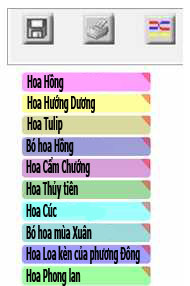 Hoa Hồng
Hoa Hướng Dương
Hoa Tulip
Bó hoa Hồng
Hoa Cẩm Chướng
Hoa Thủy tiên
Hoa Cúc
Bó hoa mùa Xuân
Hoa Loa kèn của phương Đông
Hoa Phong lan